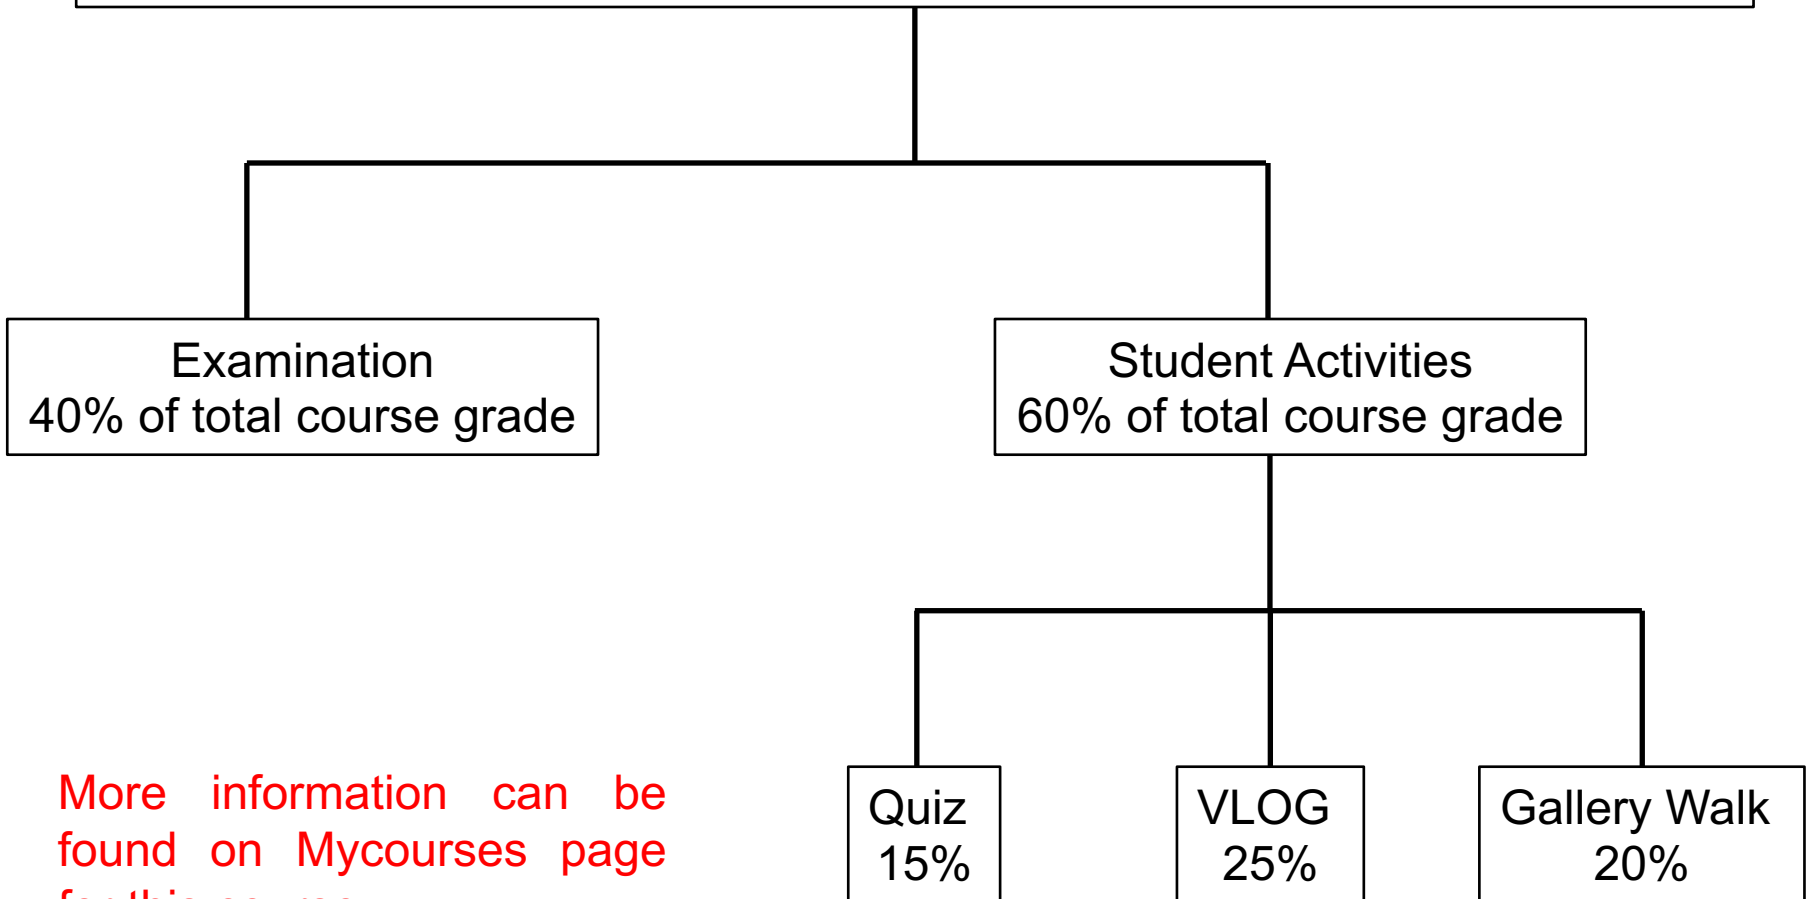 Examination
40% of total course grade
Student Activities
60% of total course grade
More information can be
found on Mycourses page
Quiz
15%
VLOG
25%
Gallery Walk
20%